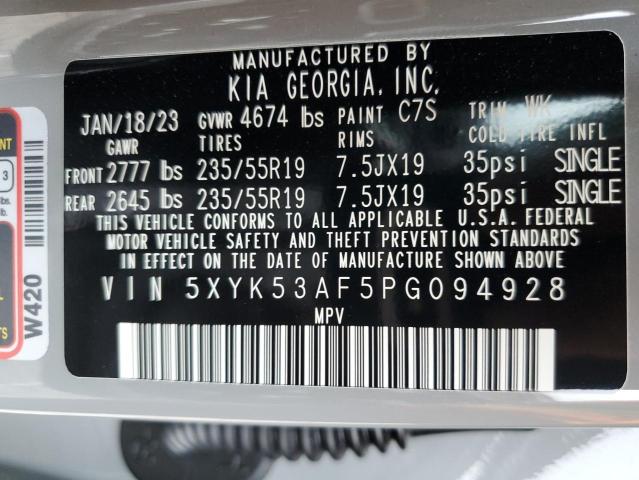 MANUFACTURED BY
KIA GEORGIA, INC.
JAN/18/23 GVWR 4674 lbs PAINT C7S TRIM WK
GAWR TIRES RIMS COLD TIRE INFL
FRONT 2777 lbs 235/55R19 7.5JX19 35psi SINGLE
REAR 2645 lbs 235/55R19 7.5JX19 35psi SINGLE
THIS VEHICLE CONFORMS TO ALL APPLICABLE U.S.A. FEDERAL
MOTOR VEHICLE SAFETY AND THEFT PREVENTION STANDARDS
IN EFFECT ON THE DATE OF MANUFACTURE SHOWN ABOVE
VIN 5XYK53AF5PG094928
MPV
3
W420